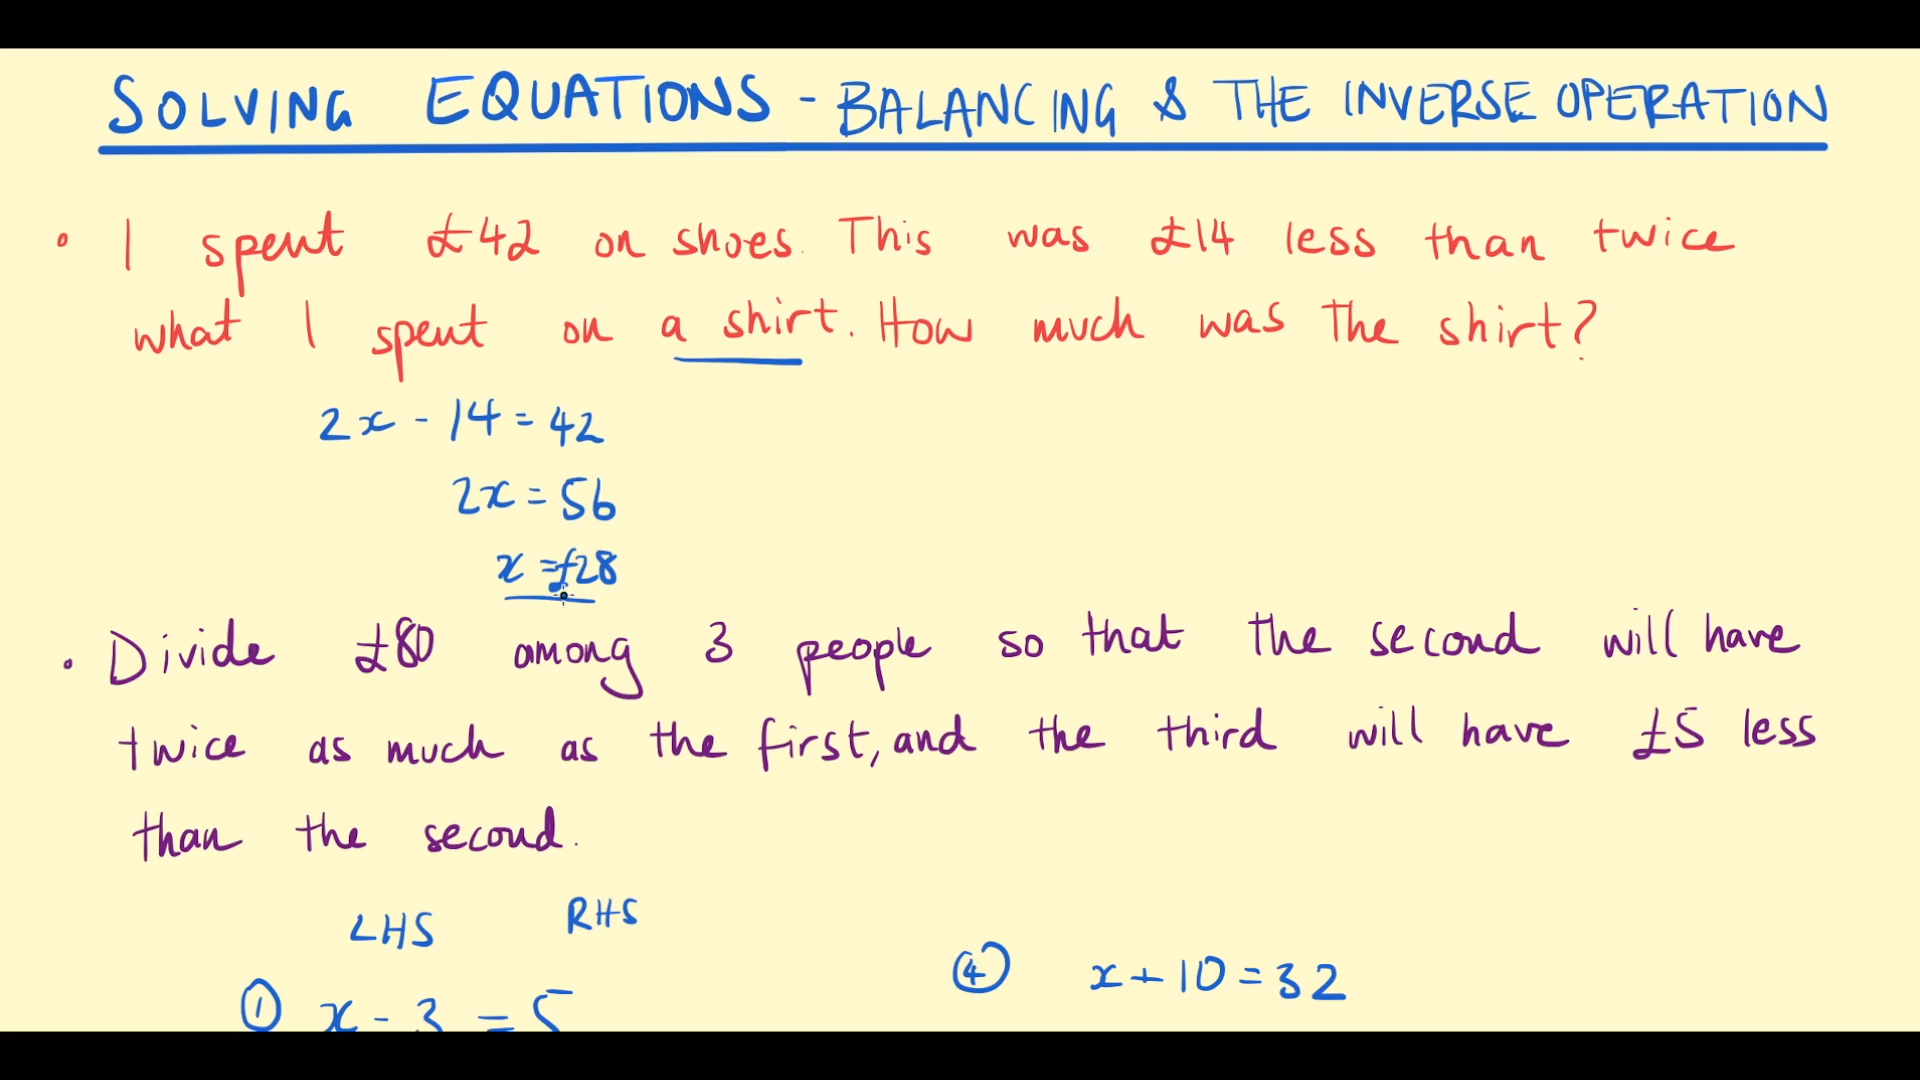 SOLVING EQUATIONS - BALANCING & THE INVERSE OPERATION
• I spent £42 on shoes. This was £14 less than twice
what I spent on a shirt. How much was the shirt?
2x - 14 = 42
2x = 56
x = £28
• Divide £80 among 3 people so that the second will have
twice as much as the first, and the third will have £5 less
than the second.
LHS RHS
① x - 3 = 5
④ x + 10 = 32